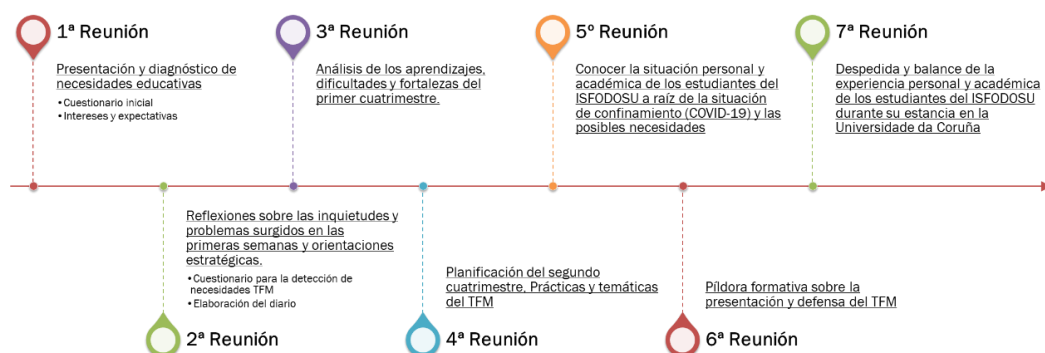 1ª Reunión
Presentación y diagnóstico de
necesidades educativas
• Cuestionario inicial
• Intereses y expectativas
3ª Reunión
Análisis de los aprendizajes,
dificultades y fortalezas del
primer cuatrimestre.
5º Reunión
Conocer la situación personal y
académica de los estudiantes del
ISFODOSU a raíz de la situación
de confinamiento (COVID-19) y las
posibles necesidades
7ª Reunión
Despedida y balance de la
experiencia personal y académica
de los estudiantes del ISFODOSU
durante su estancia en la
Universidade da Coruña
Reflexiones sobre las inquietudes y
problemas surgidos en las
primeras semanas y orientaciones
estratégicas.
• Cuestionario para la detección de
necesidades TFM
• Elaboración del diario
2ª Reunión
Planificación del segundo
cuatrimestre, Prácticas y temáticas
del TFM
4ª Reunión
Píldora formativa sobre la
presentación y defensa del TFM
6ª Reunión